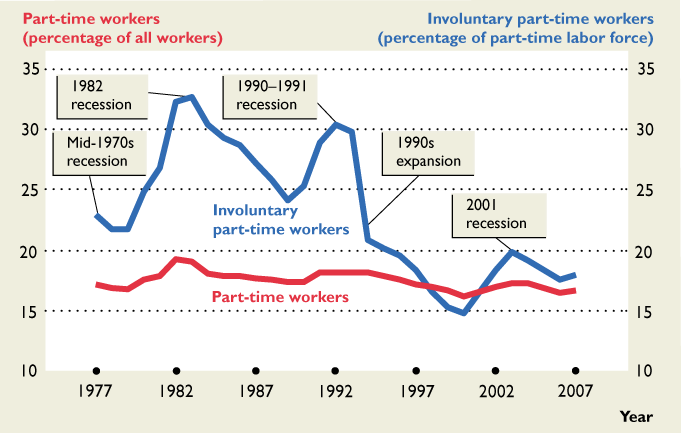 Part-time workers
(percentage of all workers)
Involuntary part-time workers
(percentage of part-time labor force)
35
35
1982
recession
1990–1991
recession
30
30
Mid-1970s
recession
1990s
expansion
25
25
Involuntary
part-time workers
2001
recession
20
20
Part-time workers
15
15
10
10
1977
1982
1987
1992
1997
2002
2007
Year